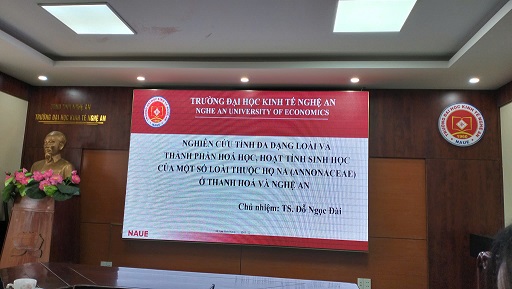 TRƯỜNG ĐẠI HỌC KINH TẾ NGHỆ AN
NGHE AN UNIVERSITY OF ECONOMICS
NGHIÊN CỨU TÍNH ĐA DẠNG LOÀI VÀ
THÀNH PHẦN HOÁ HỌC, HOẠT TÍNH SINH HỌC
CỦA MỘT SỐ LOÀI THUỘC HỌ NA (ANNONACEAE)
Ở THANH HOÁ VÀ NGHỆ AN
Chủ nhiệm: TS. Đỗ Ngọc Đài
NAUE
TRƯỜNG ĐẠI HỌC KINH TẾ NGHỆ AN
NAUE